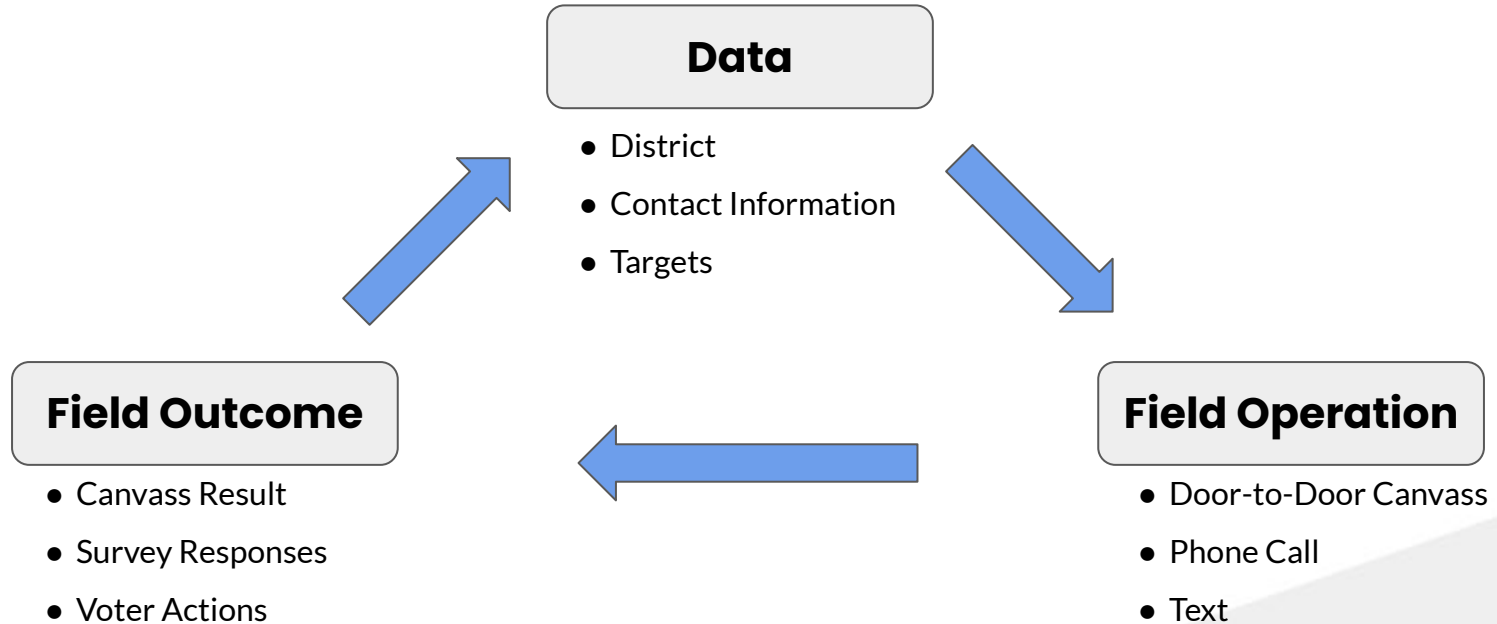 Data
● District
● Contact Information
● Targets
Field Outcome
● Canvass Result
● Survey Responses
● Voter Actions
Field Operation
● Door-to-Door Canvass
● Phone Call
● Text